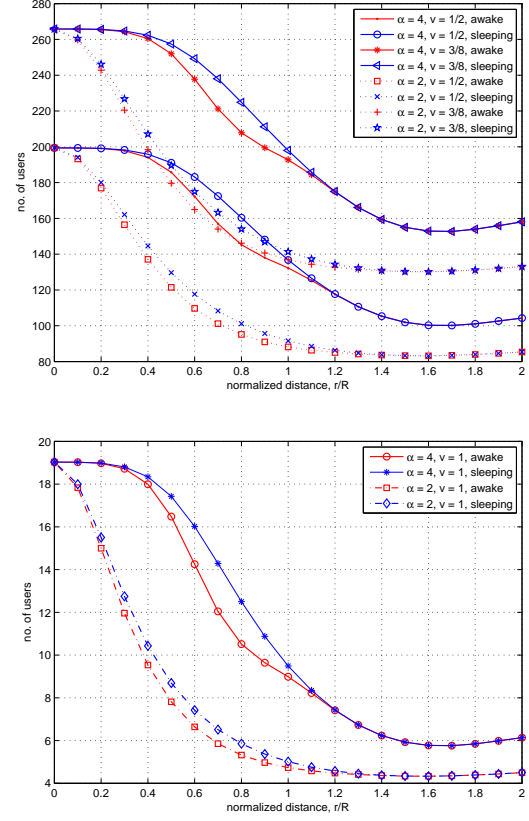 280
260
240
220
200
180
160
140
120
100
80
no. of users
0 0.2 0.4 0.6 0.8 1.0 1.2 1.4 1.6 1.8 2
normalized distance, r/R
α = 4, v = 1/2, awake
α = 4, v = 1/2, sleeping
α = 4, v = 3/8, awake
α = 4, v = 3/8, sleeping
α = 2, v = 1/2, awake
α = 2, v = 1/2, sleeping
α = 2, v = 3/8, awake
α = 2, v = 3/8, sleeping
20
18
16
14
12
10
8
6
4
no. of users
0 0.2 0.4 0.6 0.8 1.0 1.2 1.4 1.6 1.8 2
normalized distance, r/R
α = 4, v = 1, awake
α = 4, v = 1, sleeping
α = 2, v = 1, awake
α = 2, v = 1, sleeping